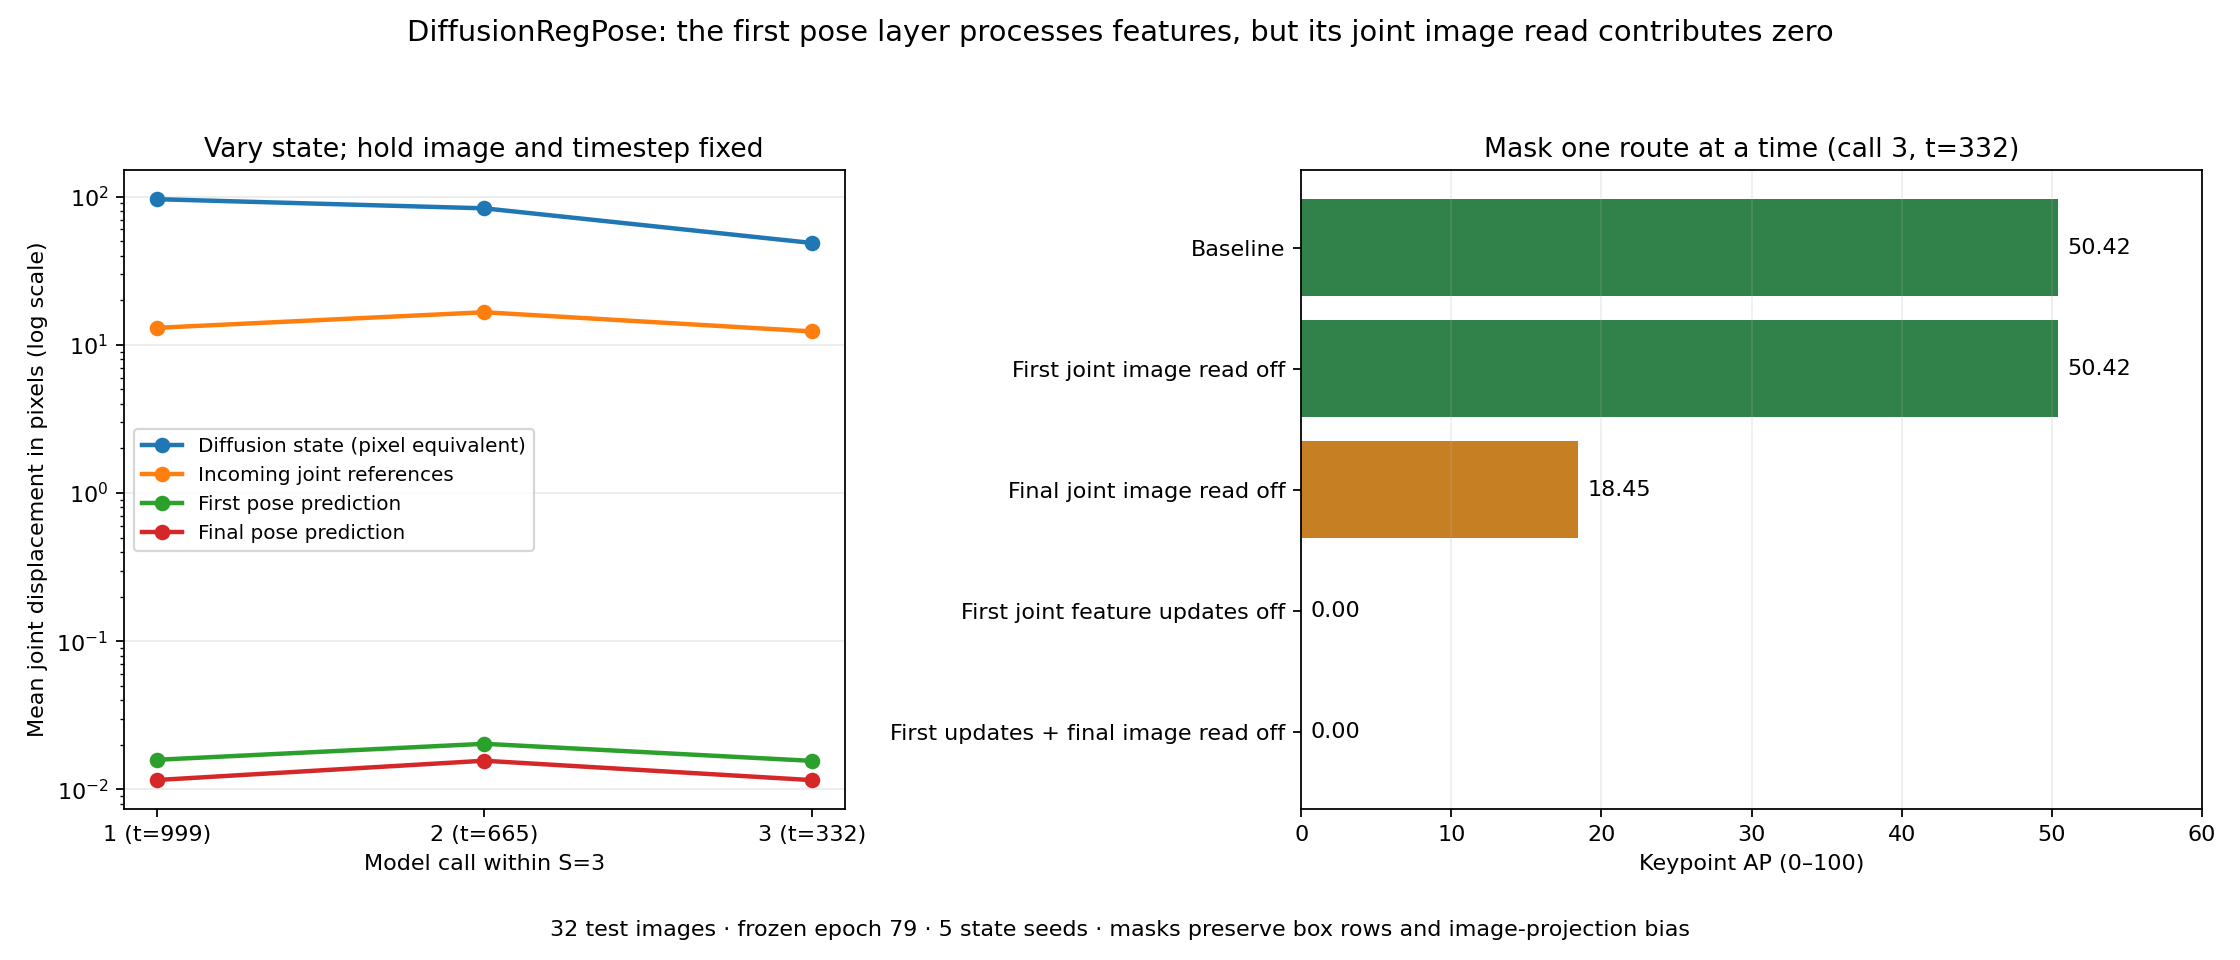 DiffusionRegPose: the first pose layer processes features, but its joint image read contributes zero
Vary state; hold image and timestep fixed
Mean joint displacement in pixels (log scale)
10²
10¹
10⁰
10⁻¹
10⁻²
Diffusion state (pixel equivalent)
Incoming joint references
First pose prediction
Final pose prediction
1 (t=999)
2 (t=665)
3 (t=332)
Model call within S=3
Mask one route at a time (call 3, t=332)
Baseline
50.42
First joint image read off
50.42
Final joint image read off
18.45
First joint feature updates off
0.00
First updates + final image read off
0.00
0
10
20
30
40
50
60
Keypoint AP (0–100)
32 test images · frozen epoch 79 · 5 state seeds · masks preserve box rows and image-projection bias